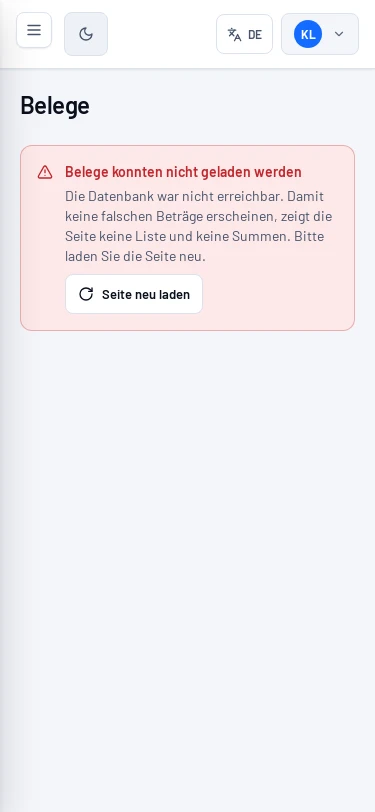 DE
KL
Belege
Belege konnten nicht geladen werden
Die Datenbank war nicht erreichbar. Damit
keine falschen Beträge erscheinen, zeigt die
Seite keine Liste und keine Summen. Bitte
laden Sie die Seite neu.
Seite neu laden